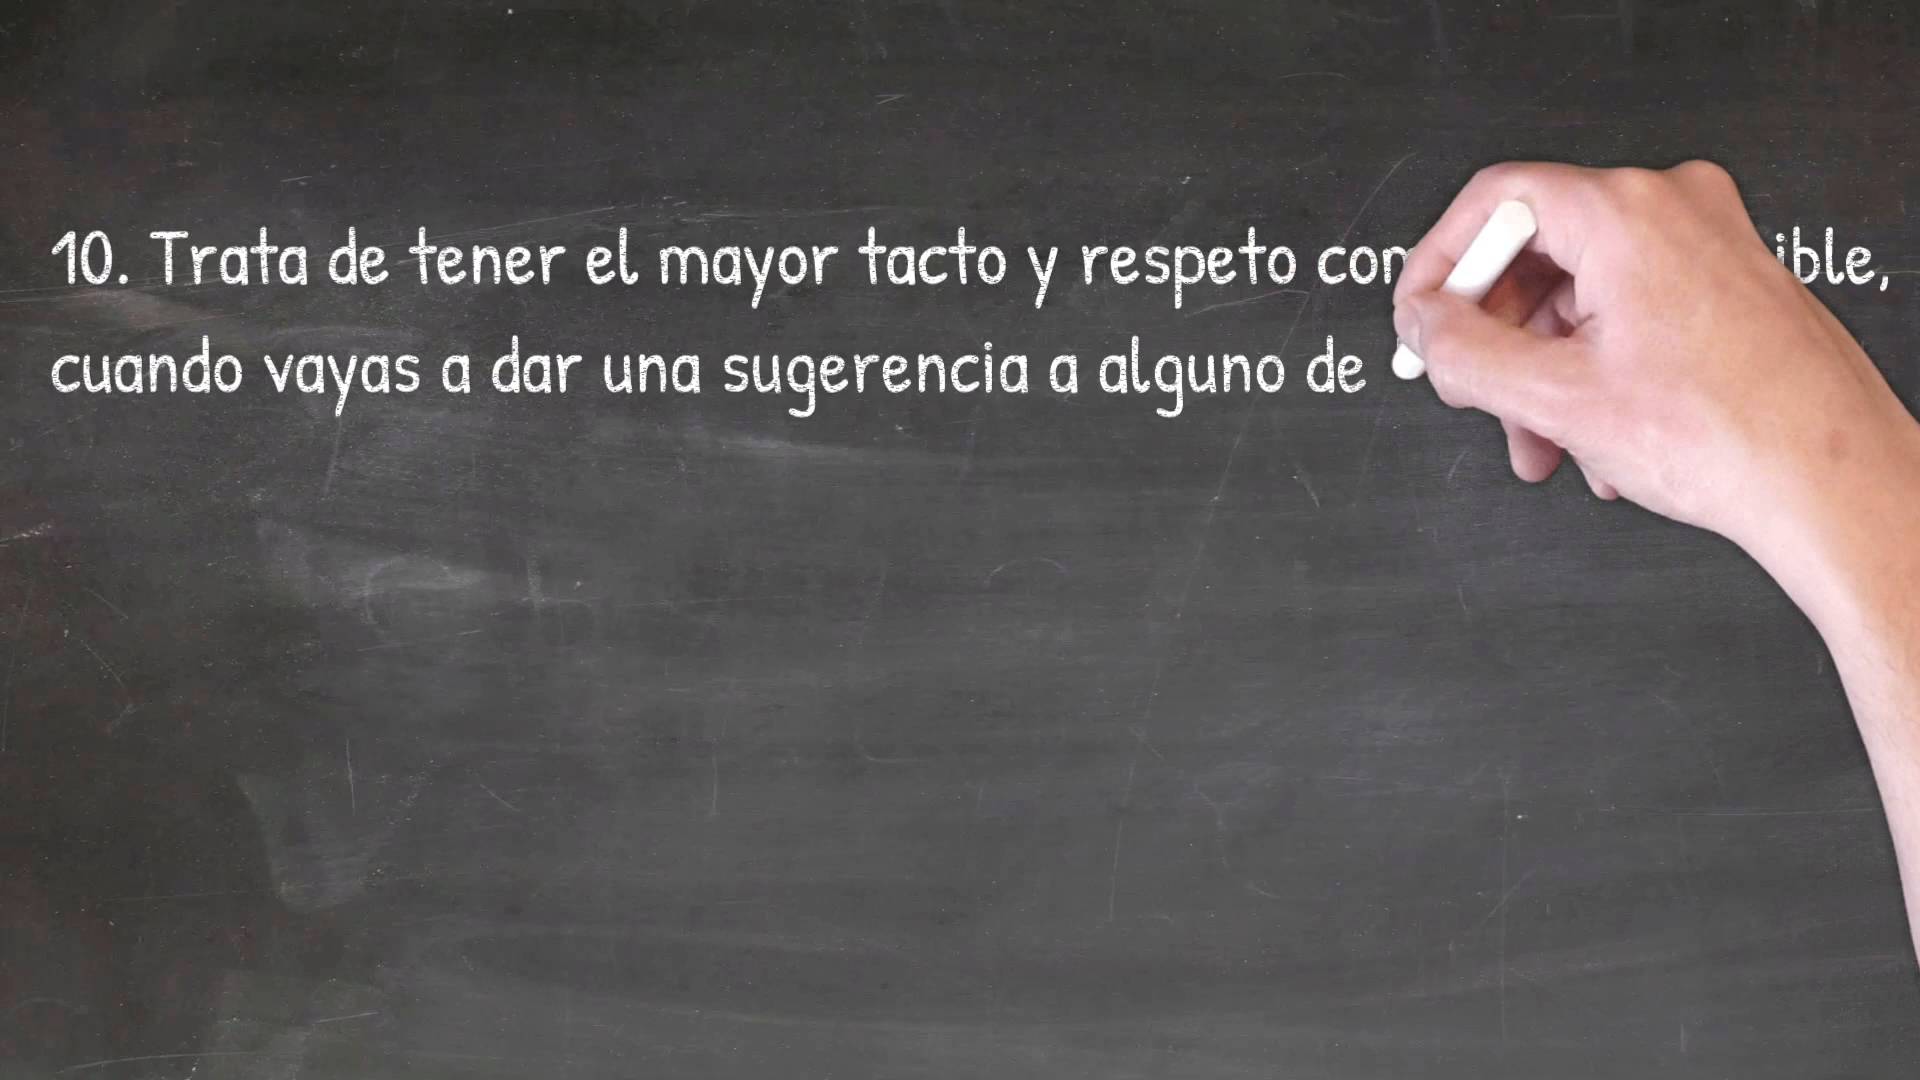 10. Trata de tener el mayor tacto y respeto
cuando vayas a dar una sugerencia a alguno de